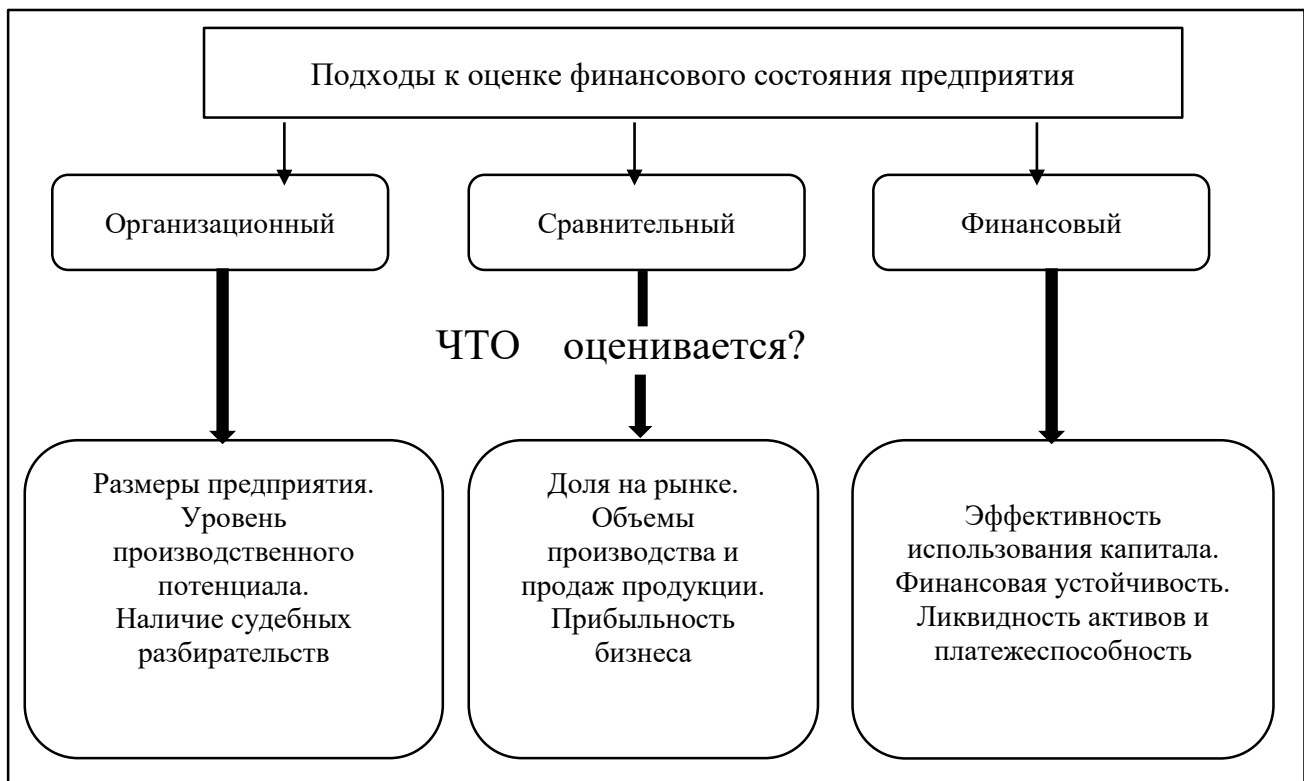 Подходы к оценке финансового состояния предприятия
Организационный
Сравнительный
Финансовый
ЧТО оценивается?
Размеры предприятия.
Уровень
производственного
потенциала.
Наличие судебных
разбирательств
Доля на рынке.
Объемы
производства и
продаж продукции.
Прибыльность
бизнеса
Эффективность
использования капитала.
Финансовая устойчивость.
Ликвидность активов и
платежеспособность